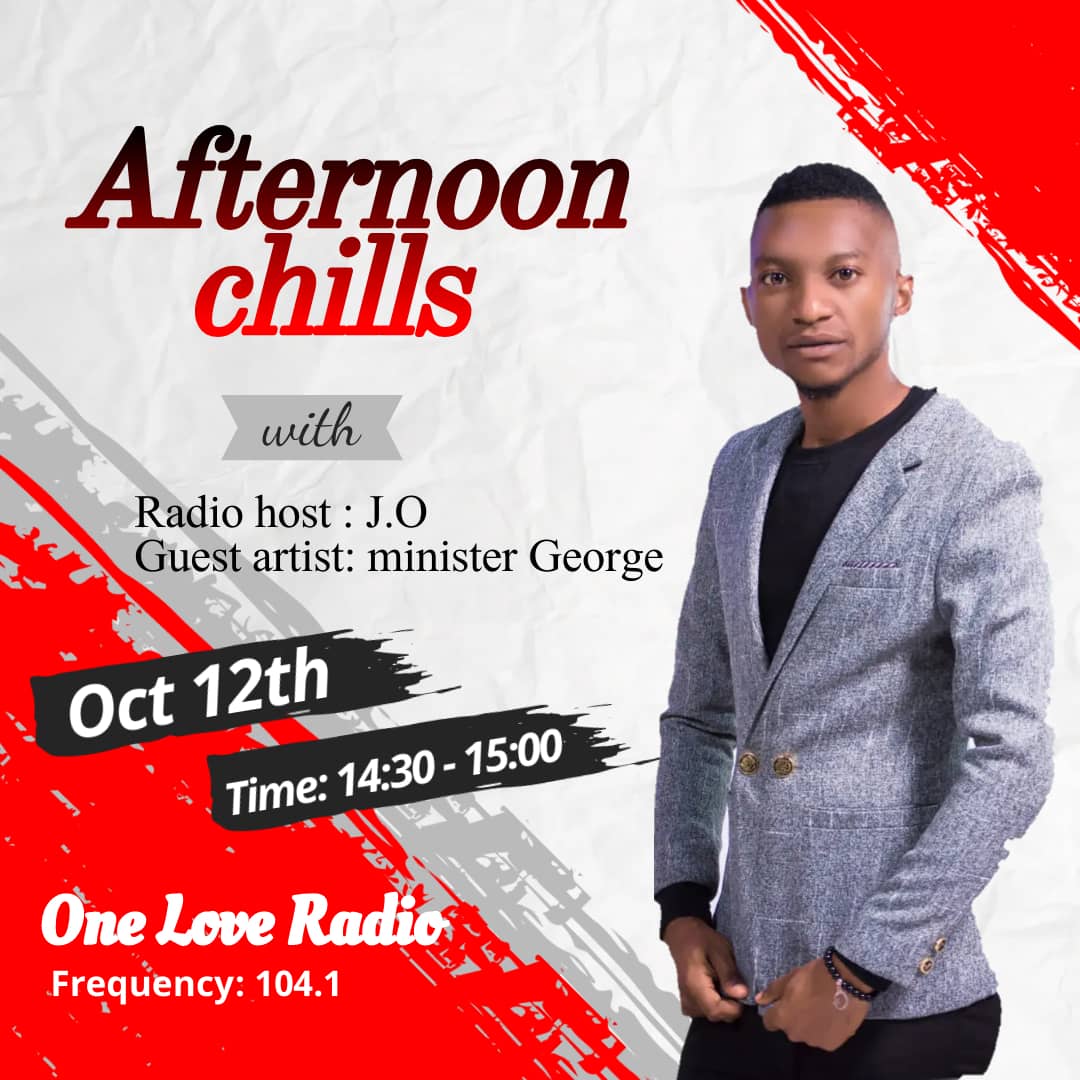 Afternoon
chills
with
Radio host : J.O
Guest artist: minister George
Oct 12th
Time: 14:30 - 15:00
One Love Radio
Frequency: 104.1